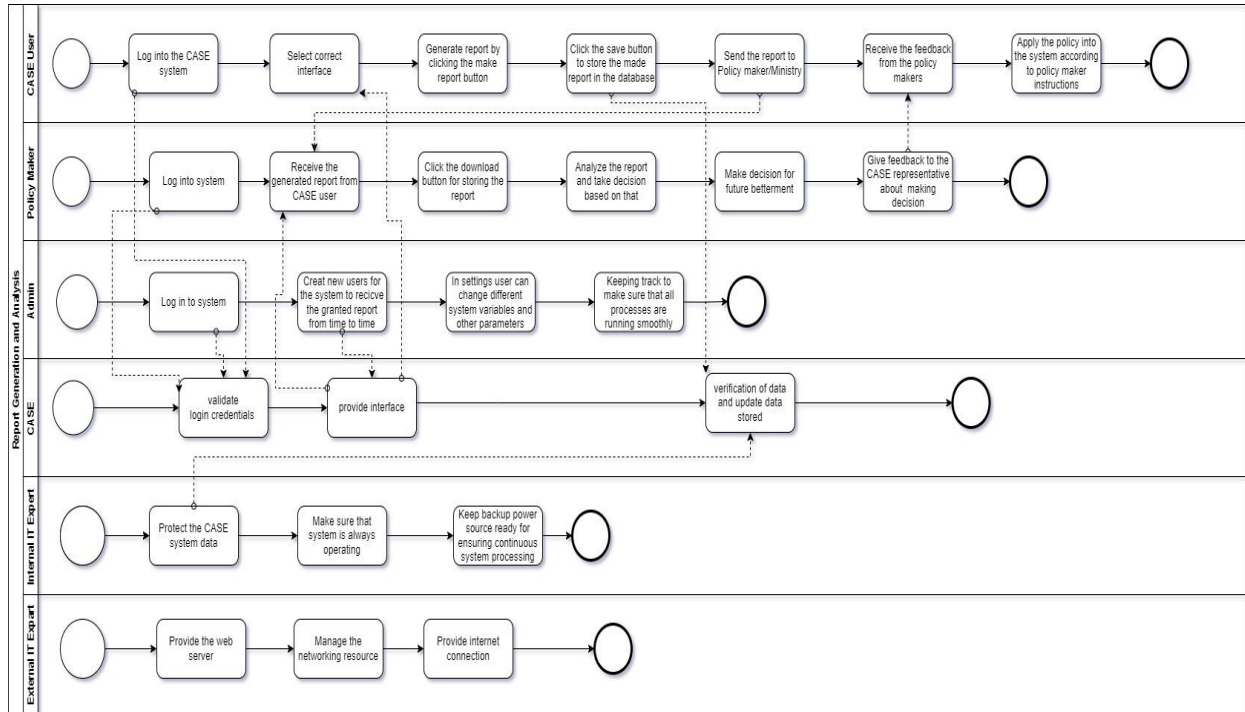 Report Generation and Analysis
CASE User
Log into the CASE
system
Select correct
interface
Generate report by
clicking the make
report button
Click the save button
to store the made
report in the database
Send the report to
Policy maker/Ministry
Receive the feedback
from the policy
makers
Apply the policy into
the system according
to policy maker
instructions
Policy Maker
Log into system
Receive the
generated report from
CASE user
Click the download
button for storing the
report
Analyze the report
and take decision
based on that
Make decision for
future betterment
Give feedback to the
CASE representative
about making
decision
Admin
Log in to system
Creat new users for
the system to recicve
the granted report
from time to time
In settings user can
change different
system variables and
other parameters
Keeping track to
make sure that all
processes are
running smoothly
CASE
validate
login credentials
provide interface
verification of data
and update data
stored
Internal IT Expert
Protect the CASE
system data
Make sure that
system is always
operating
Keep backup power
source ready for
ensuring continuous
system processing
External IT Expart
Provide the web
server
Manage the
networking resource
Provide internet
connection